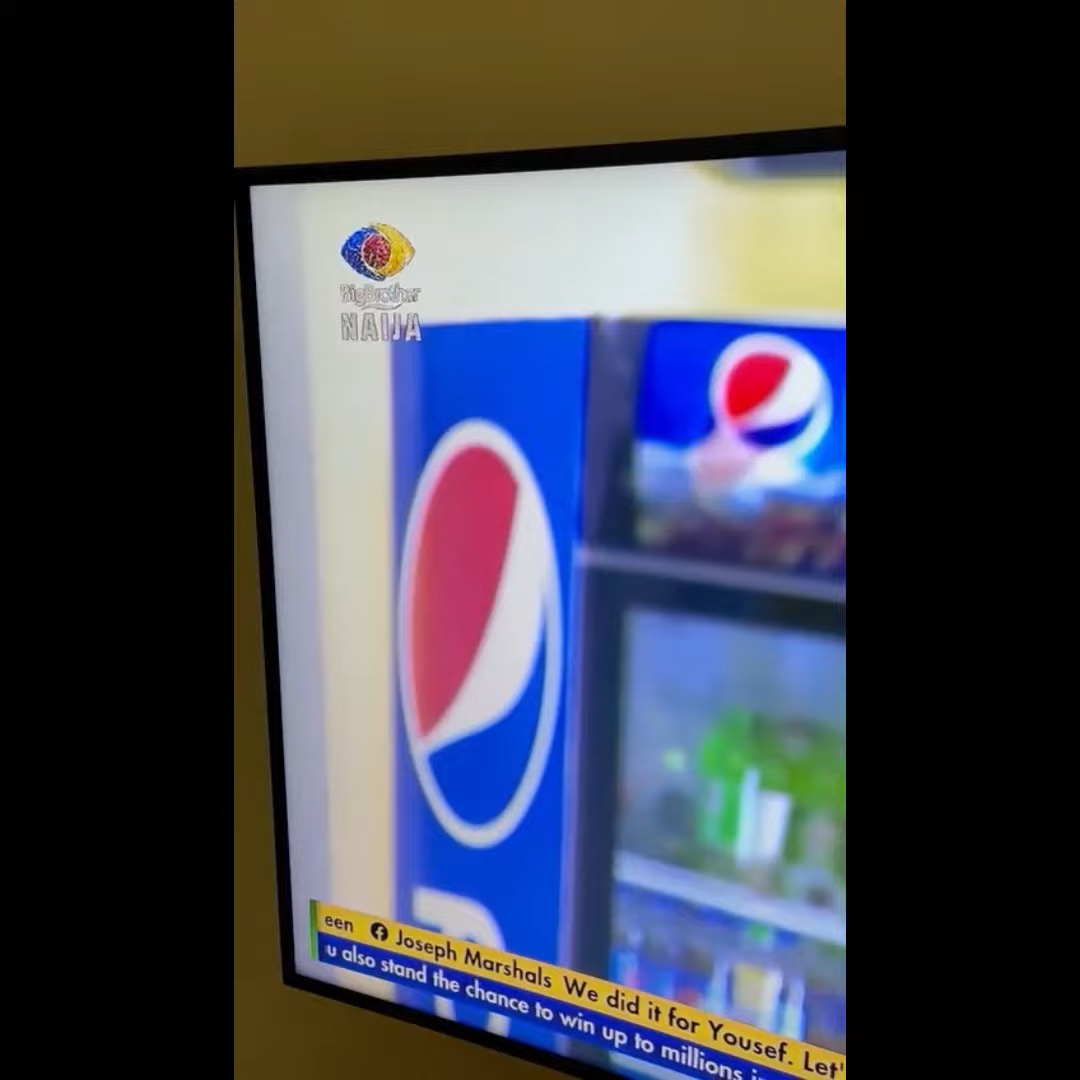 BigBrother
NAIJA
een Joseph Marshals We did it for Yousef. Let'
u also stand the chance to win up to millions i